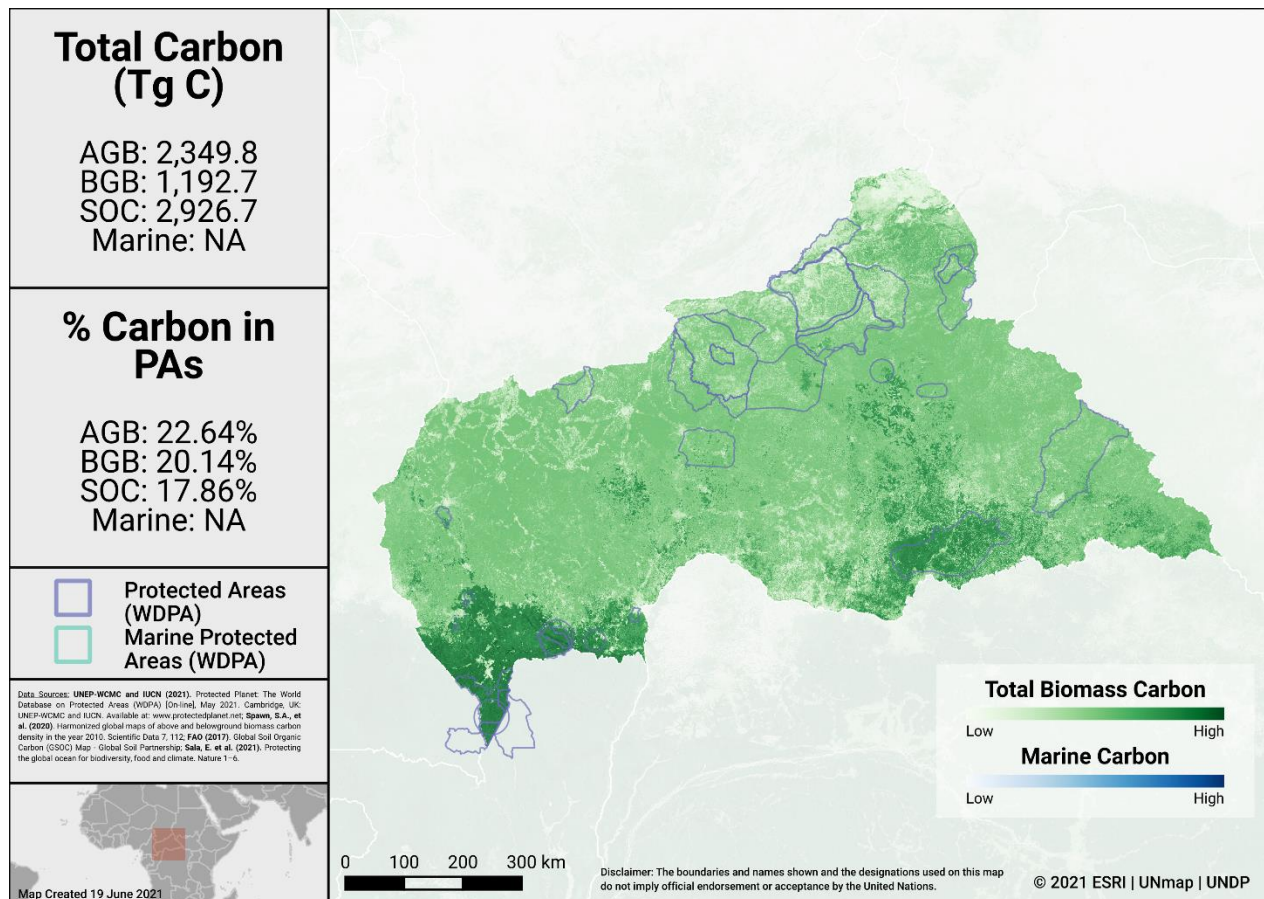 Total Carbon
(Tg C)
AGB: 2,349.8
BGB: 1,192.7
SOC: 2,926.7
Marine: NA
% Carbon in
PAs
AGB: 22.64%
BGB: 20.14%
SOC: 17.86%
Marine: NA
Protected Areas
(WDPA)
Marine Protected
Areas (WDPA)
Data Sources: UNEP-WCMC and IUCN (2021). Protected Planet: The World
Database on Protected Areas (WDPA) [On-line], May 2021. Cambridge, UK:
UNEP-WCMC and IUCN. Available at: www.protectedplanet.net; Spawn, S.A., et
al. (2020). Harmonized global maps of above and belowground biomass carbon
density in the year 2010. Scientific Data 7, 112; FAO (2017). Global Soil Organic
Carbon (GSOC) Map - Global Soil Partnership; Sala, E. et al. (2021). Protecting
the global ocean for biodiversity, food and climate. Nature 1–6.
Map Created 19 June 2021
Total Biomass Carbon
Low High
Marine Carbon
Low High
0 100 200 300 km
Disclaimer: The boundaries and names shown and the designations used on this map
do not imply official endorsement or acceptance by the United Nations.
© 2021 ESRI | UNmap | UNDP